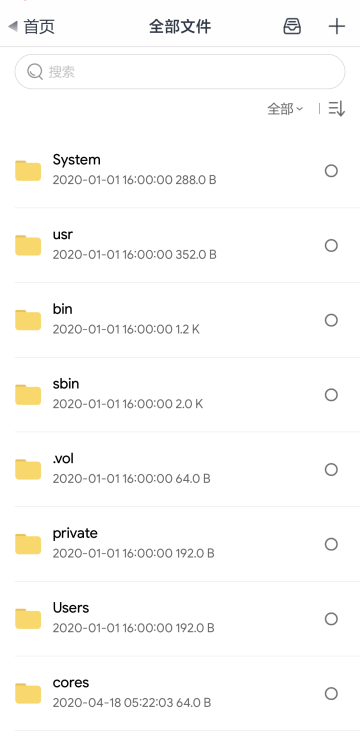 首页
全部文件
搜索
全部
System
2020-01-01 16:00:00 288.0 B
usr
2020-01-01 16:00:00 352.0 B
bin
2020-01-01 16:00:00 1.2 K
sbin
2020-01-01 16:00:00 2.0 K
.vol
2020-01-01 16:00:00 64.0 B
private
2020-01-01 16:00:00 192.0 B
Users
2020-01-01 16:00:00 192.0 B
cores
2020-04-18 05:22:03 64.0 B